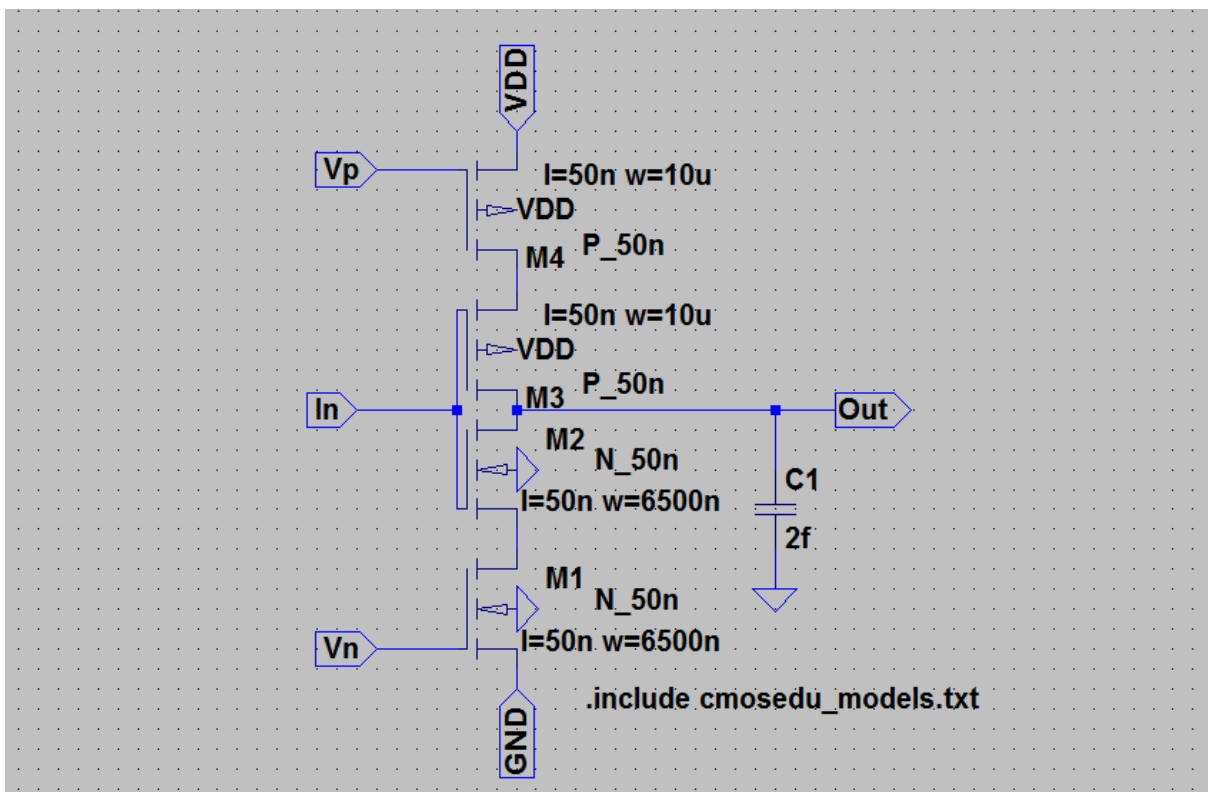 VDD
Vp
l=50n w=10u
VDD
M4 P_50n
l=50n w=10u
VDD
M3 P_50n
In
Out
M2
N_50n
l=50n w=6500n
C1
2f
M1
N_50n
l=50n w=6500n
Vn
.include cmosedu_models.txt
GND